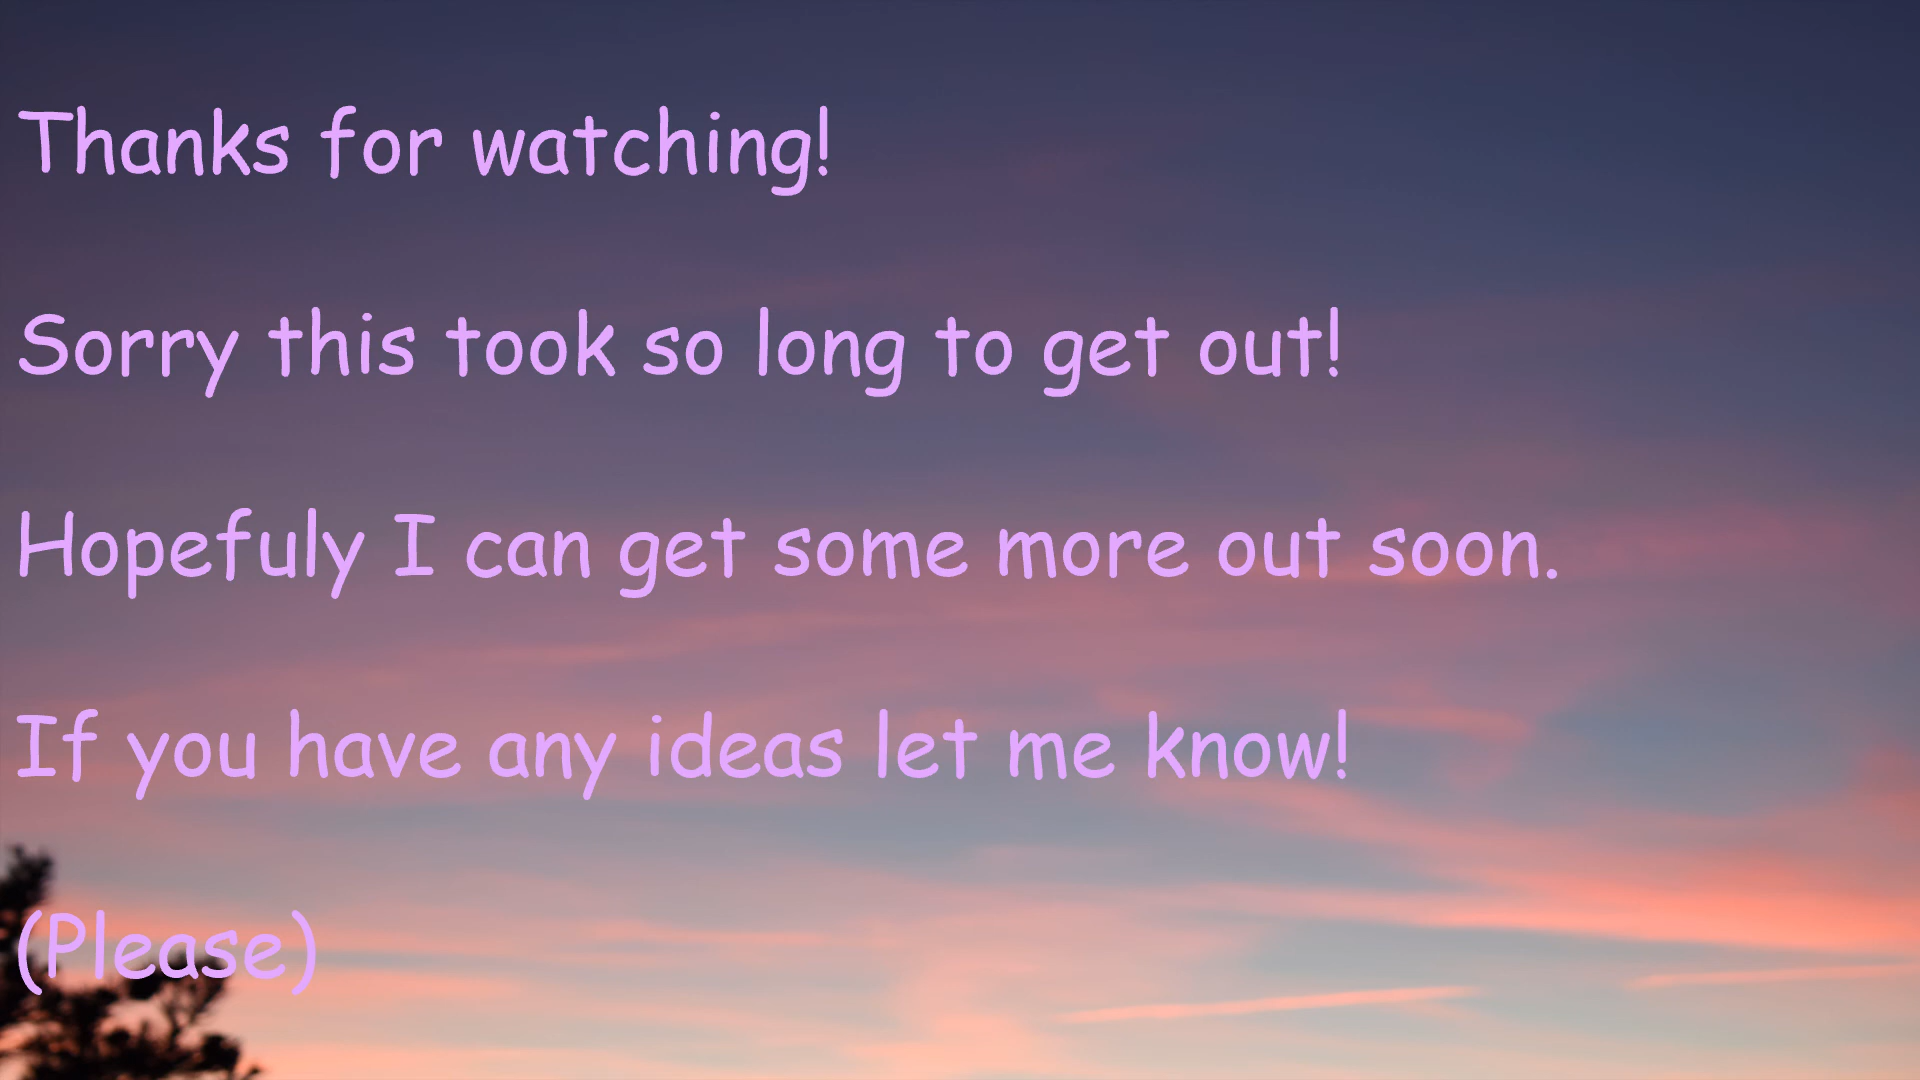 Thanks for watching!
Sorry this took so long to get out!
Hopefuly I can get some more out soon.
If you have any ideas let me know!
(Please)